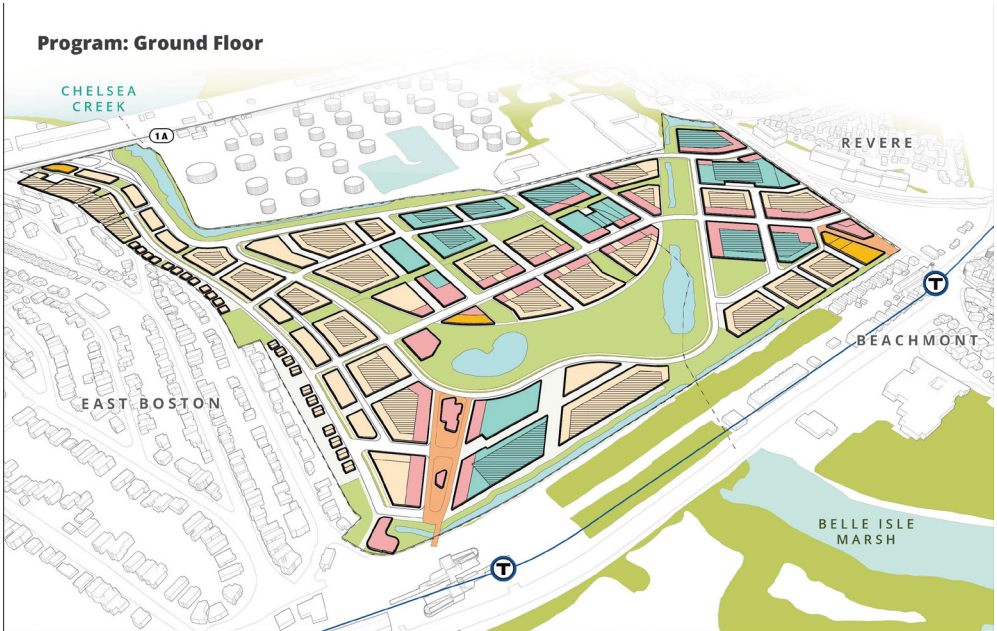 Program: Ground Floor
CHELSEA
CREEK
1A
REVERE
T
BEACHMONT
EAST BOSTON
BELLE ISLE
MARSH
T